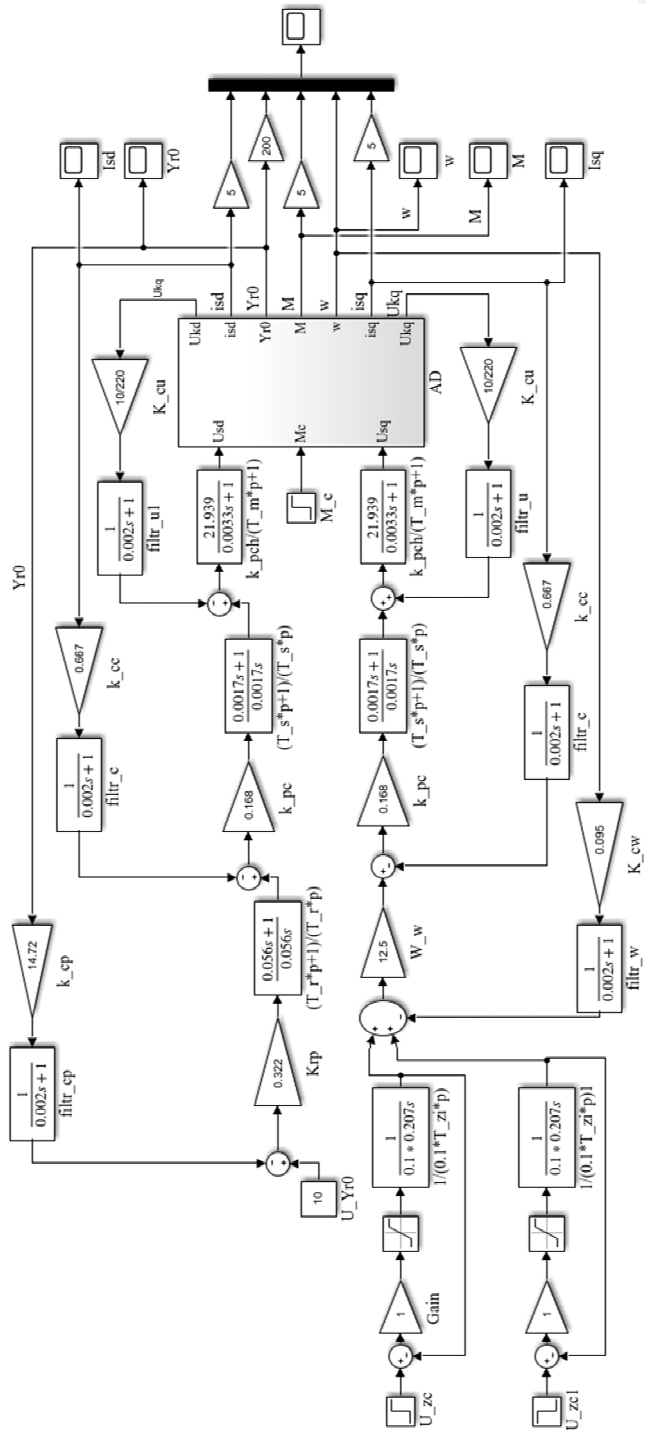 Yr0
Isd
Yr0
w
M
Isq
5
200
5
5
isd
Yr0
M
w
isq
Ukq
Ukq
Ukd
isd
Yr0
M
w
isq
Ukq
Usd
Mc
Usq
AD
w
M
M_c
10/220
K_cu
1
0.002s + 1
filtr_u1
21.939
0.0033s + 1
k_pch/(T_m*p+1)
21.939
0.0033s + 1
k_pch/(T_m*p+1)
10/220
K_cu
1
0.002s + 1
filtr_u
0.667
k_cc
1
0.002s + 1
filtr_c
0.0017s + 1
0.0017s
(T_s*p+1)/(T_s*p)
0.168
k_pc
0.0017s + 1
0.0017s
(T_s*p+1)/(T_s*p)
0.168
k_pc
0.667
k_cc
1
0.002s + 1
filtr_c
14.72
k_cp
1
0.002s + 1
filtr_cp
0.056s + 1
0.056s
(T_r*p+1)/(T_r*p)
0.322
Krp
10
U_Yr0
12.5
W_w
0.095
K_cw
1
0.002s + 1
filtr_w
1
0.1 * 0.207s
1/(0.1*T_zi*p)
1
Gain
U_zc
1
0.1 * 0.207s
1/(0.1*T_zi*p)1
1
U_zc1